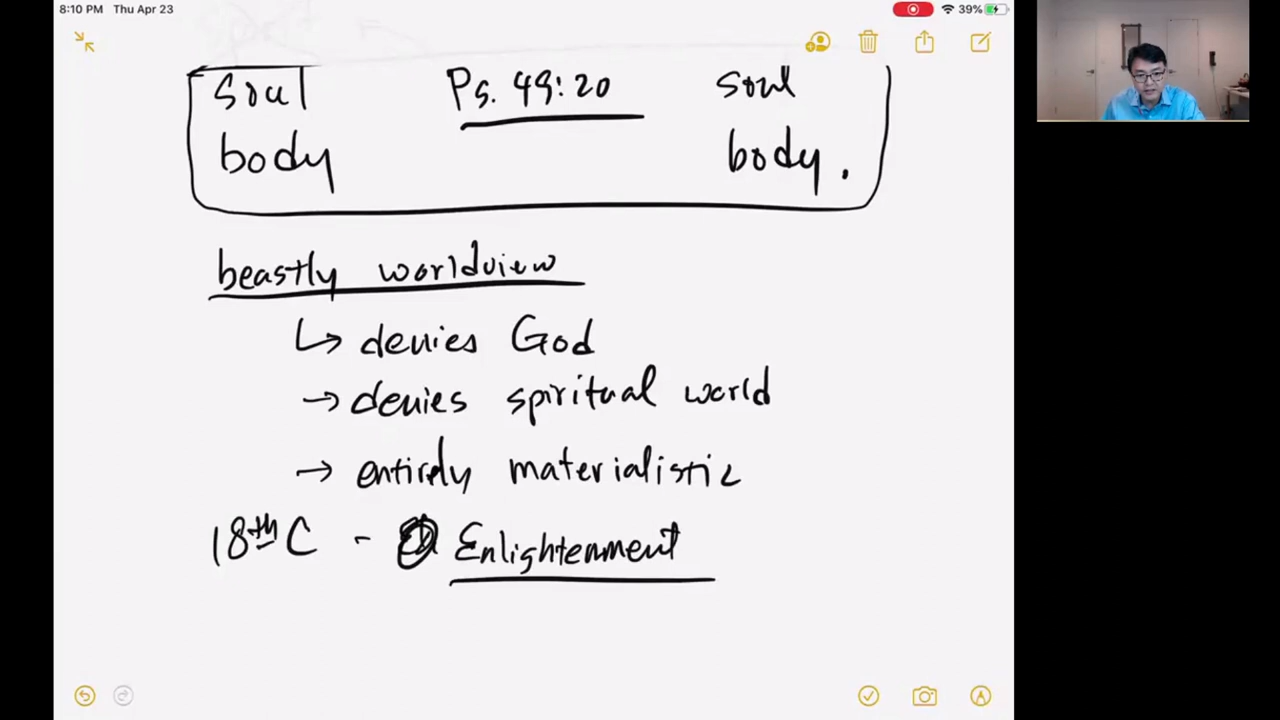 8:10 PM Thu Apr 23 39%
soul Ps. 49:20 soul
body body.
beastly worldview
↳ denies God
→ denies spiritual world
→ entirely materialistic
18th C - Enlightenment